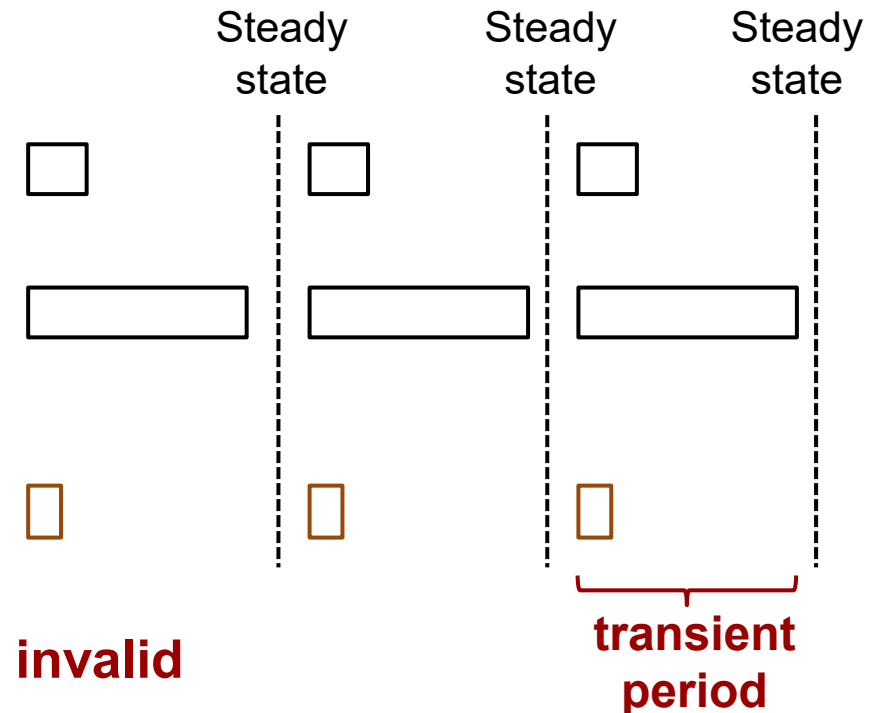 Steady
state
Steady
state
Steady
state
invalid
transient
period